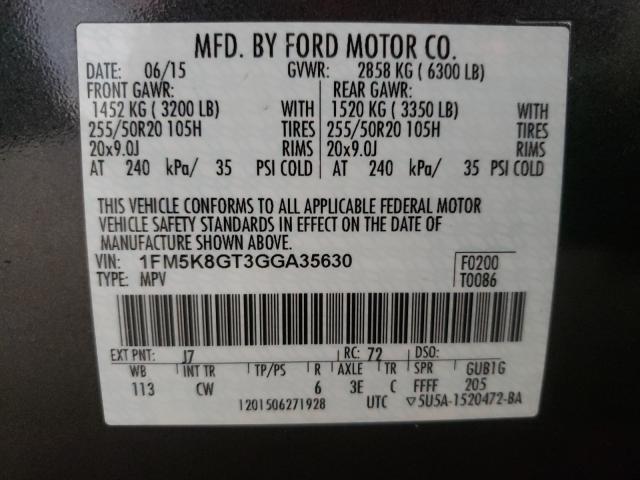 MFD. BY FORD MOTOR CO.
DATE: 06/15 GVWR: 2858 KG ( 6300 LB)
FRONT GAWR: REAR GAWR:
1452 KG ( 3200 LB) WITH 1520 KG ( 3350 LB) WITH
255/50R20 105H TIRES 255/50R20 105H TIRES
20x9.0J RIMS 20x9.0J RIMS
AT 240 kPa/ 35 PSI COLD AT 240 kPa/ 35 PSI COLD
THIS VEHICLE CONFORMS TO ALL APPLICABLE FEDERAL MOTOR
VEHICLE SAFETY STANDARDS IN EFFECT ON THE DATE OF
MANUFACTURE SHOWN ABOVE.
VIN: 1FM5K8GT3GGA35630 F0200
TYPE: MPV T0086
EXT PNT: J7 RC: 72 DSO:
WB INT TR TP/PS R AXLE TR SPR GUB1G
113 CW 6 3E C FFFF 205
1201506271928 UTC ▽5U5A-1520472-BA